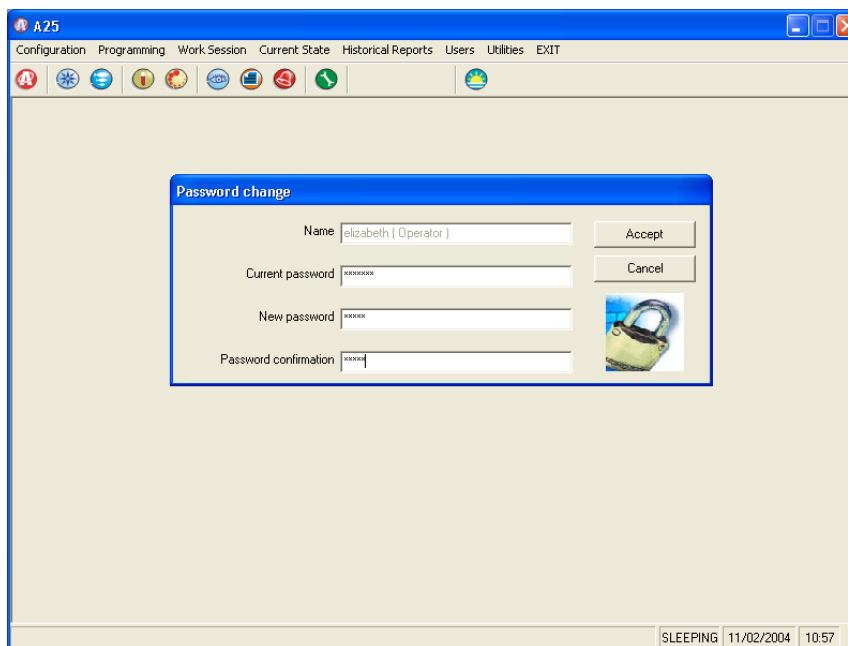 A25
Configuration Programming Work Session Current State Historical Reports Users Utilities EXIT
Password change
Name elizabeth ( Operator ) Accept
Current password ******* Cancel
New password *****
Password confirmation *****
SLEEPING 11/02/2004 10:57